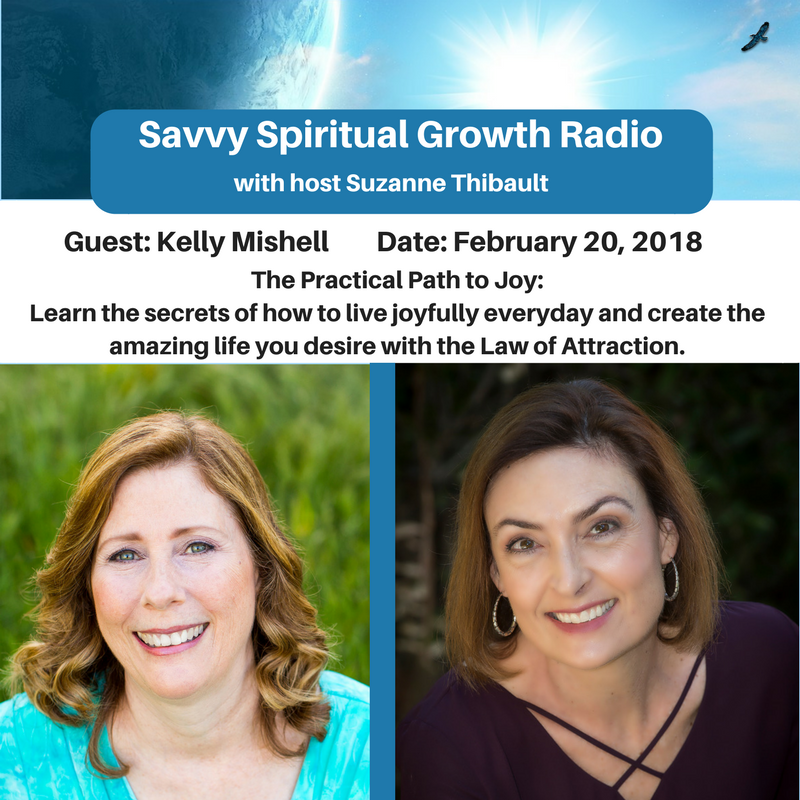 Savvy Spiritual Growth Radio
with host Suzanne Thibault
Guest: Kelly Mishell Date: February 20, 2018
The Practical Path to Joy:
Learn the secrets of how to live joyfully everyday and create the
amazing life you desire with the Law of Attraction.